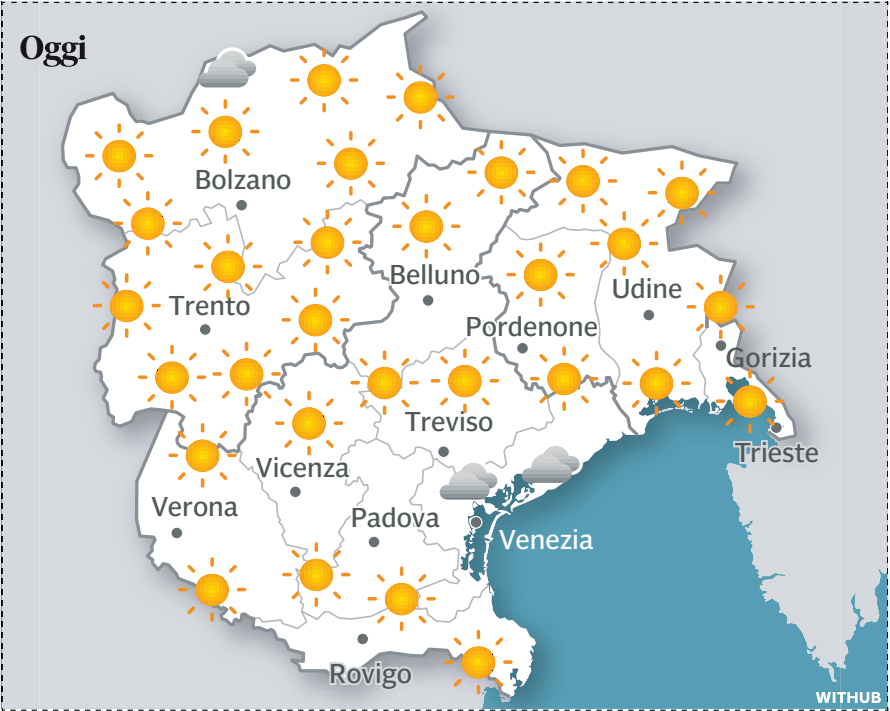 Oggi
Bolzano
Belluno
Trento
Udine
Pordenone
Gorizia
Treviso
Trieste
Vicenza
Verona
Padova
Venezia
Rovigo
WITHUB